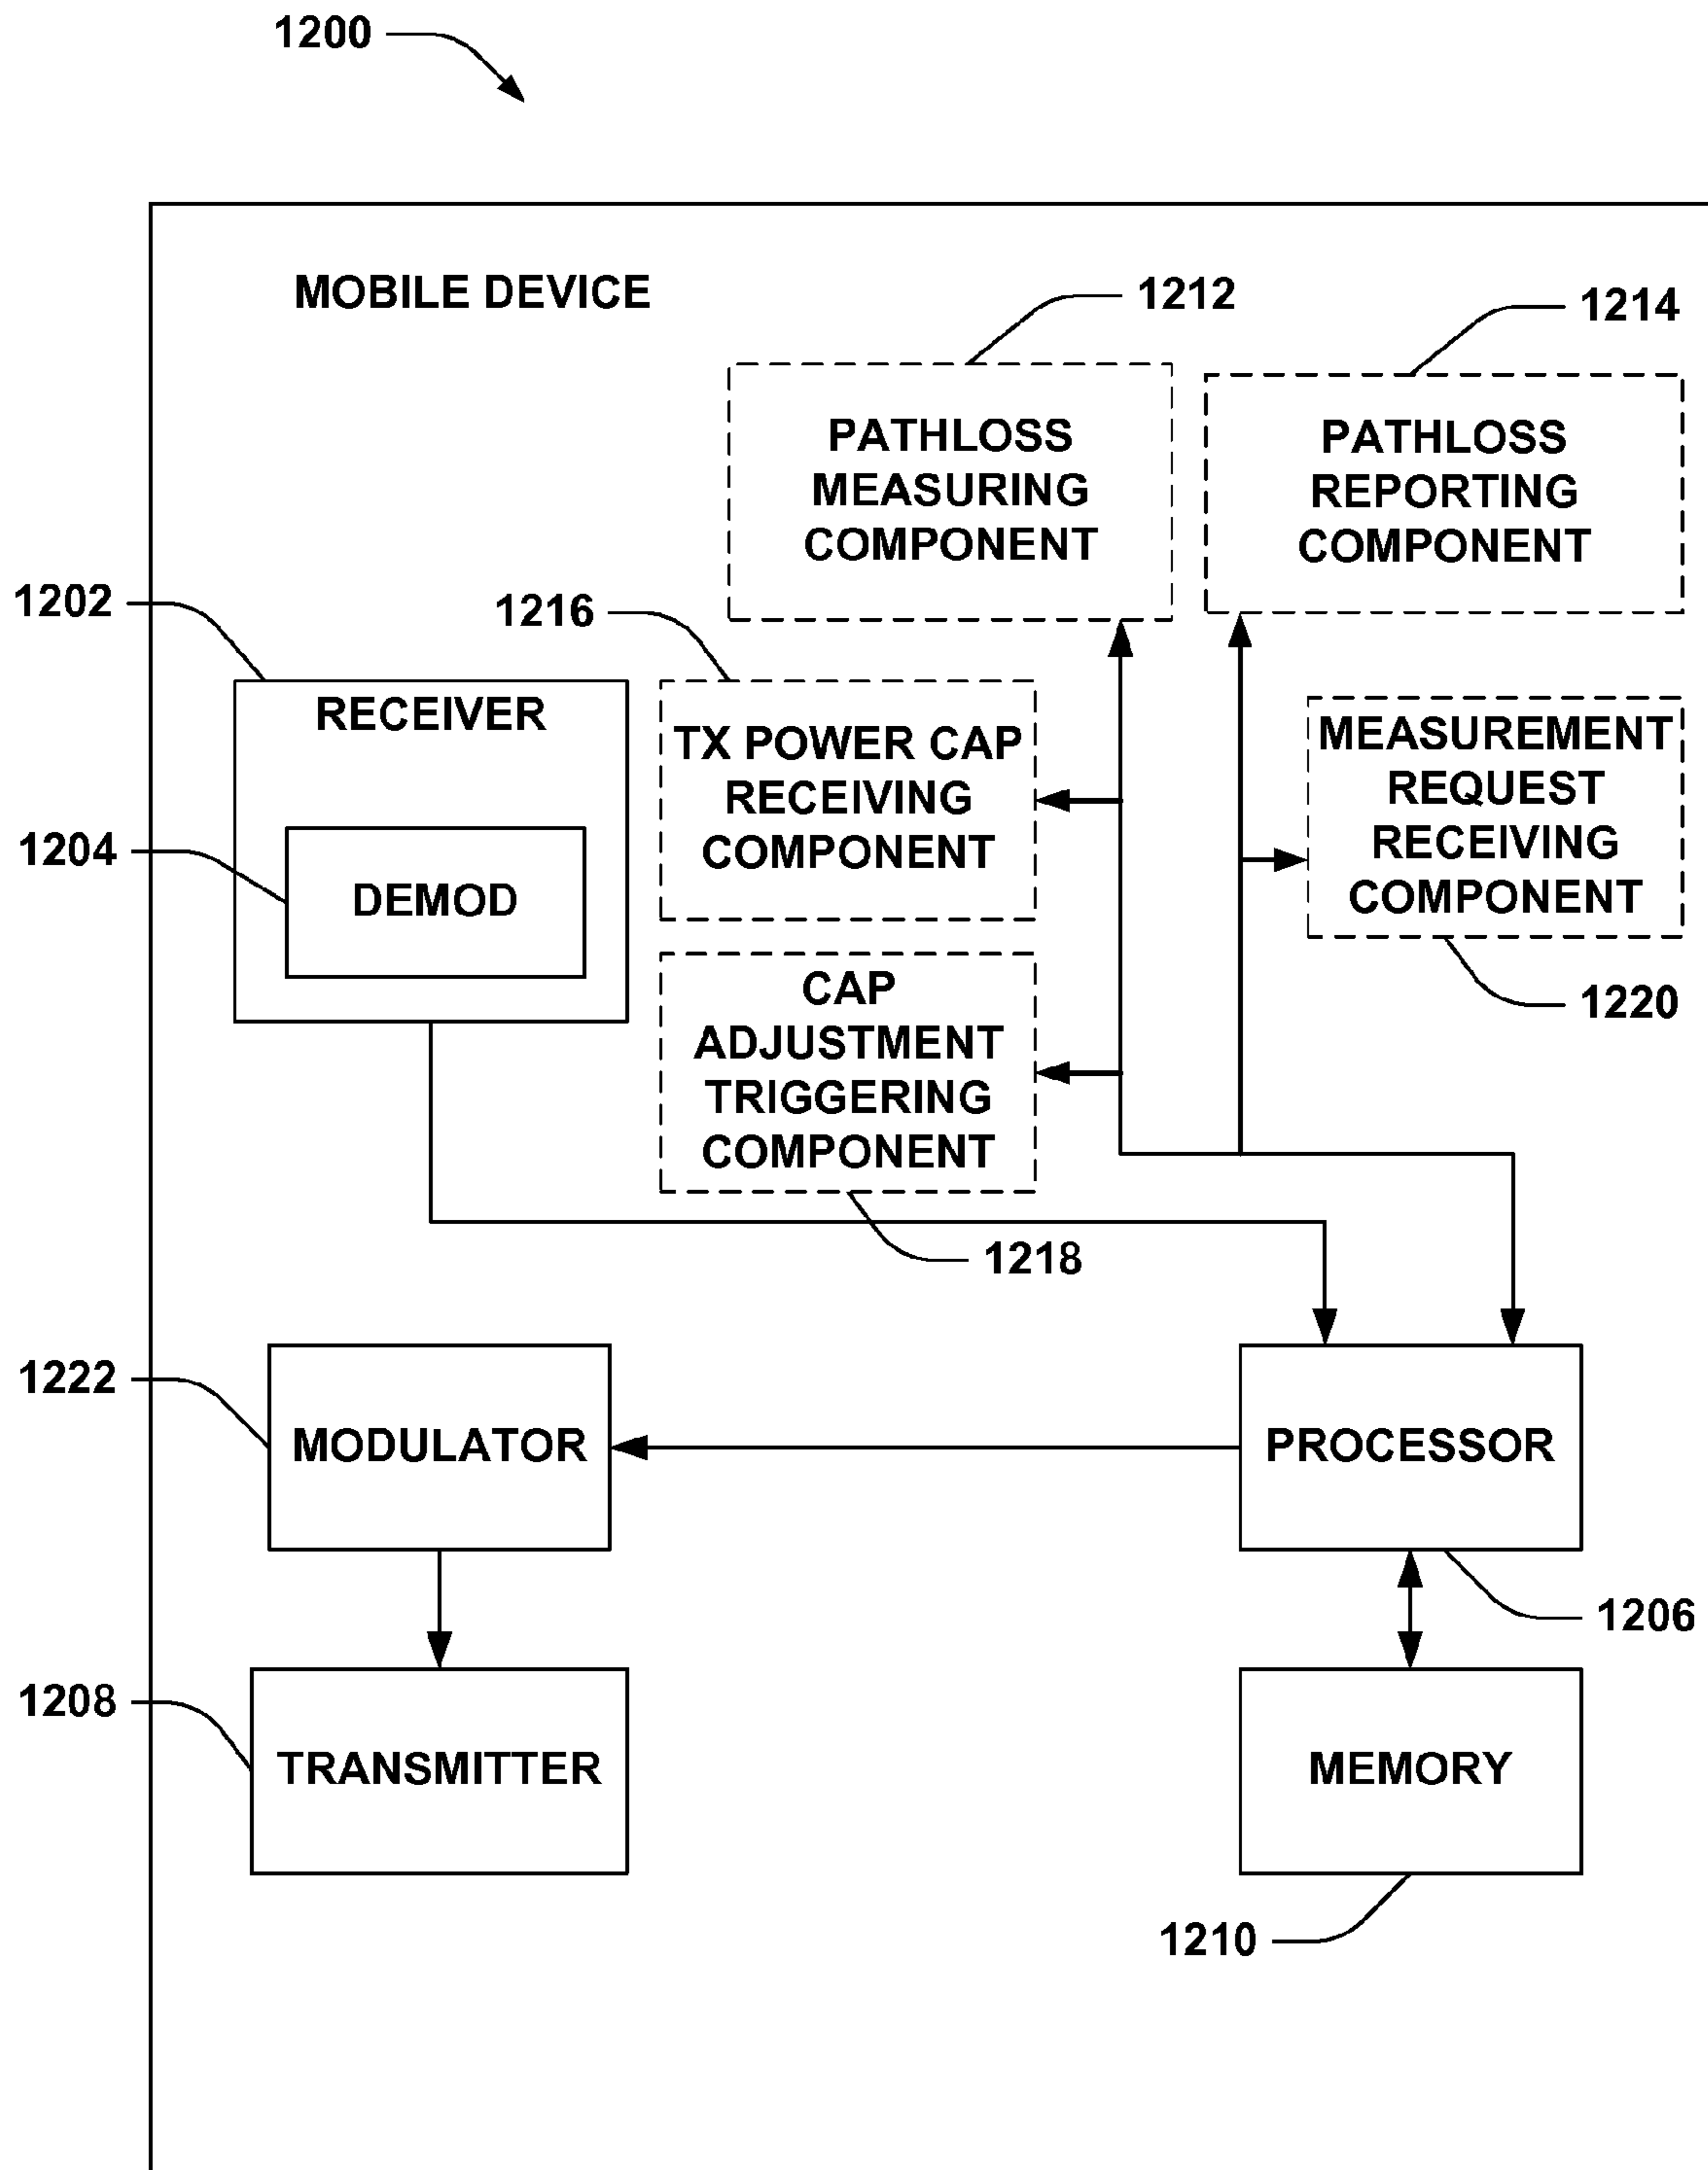 1200
MOBILE DEVICE
1212
1214
PATHLOSS
MEASURING
COMPONENT
PATHLOSS
REPORTING
COMPONENT
1202
1216
RECEIVER
TX POWER CAP
RECEIVING
COMPONENT
MEASUREMENT
REQUEST
RECEIVING
COMPONENT
1204
DEMOD
1220
CAP
ADJUSTMENT
TRIGGERING
COMPONENT
1218
1222
MODULATOR
PROCESSOR
1206
1208
TRANSMITTER
MEMORY
1210